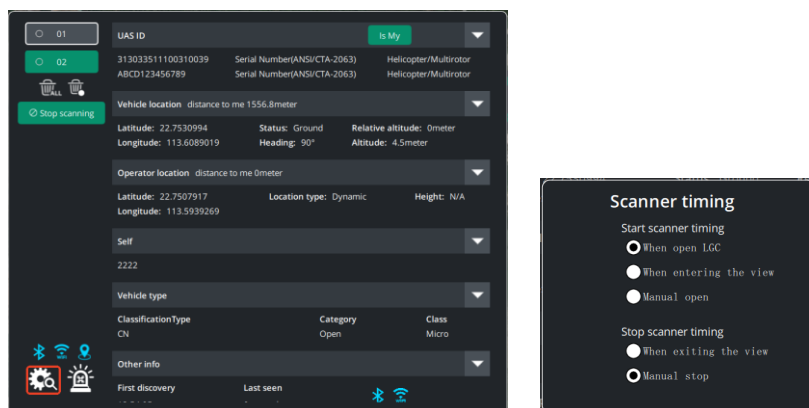 01
02
ALL
Stop scanning
UAS ID Is My
313033511100310039 Serial Number(ANSI/CTA-2063) Helicopter/Multirotor
ABCD123456789 Serial Number(ANSI/CTA-2063) Helicopter/Multirotor
Vehicle location distance to me 1556.8meter
Latitude: 22.7530994 Status: Ground Relative altitude: 0meter
Longitude: 113.6089019 Heading: 90° Altitude: 4.5meter
Operator location distance to me 0meter
Latitude: 22.7507917 Location type: Dynamic Height: N/A
Longitude: 113.5939269
Self
2222
Vehicle type
ClassificationType Category Class
CN Open Micro
Other info
First discovery Last seen
Scanner timing
Start scanner timing
When open LGC
When entering the view
Manual open
Stop scanner timing
When exiting the view
Manual stop